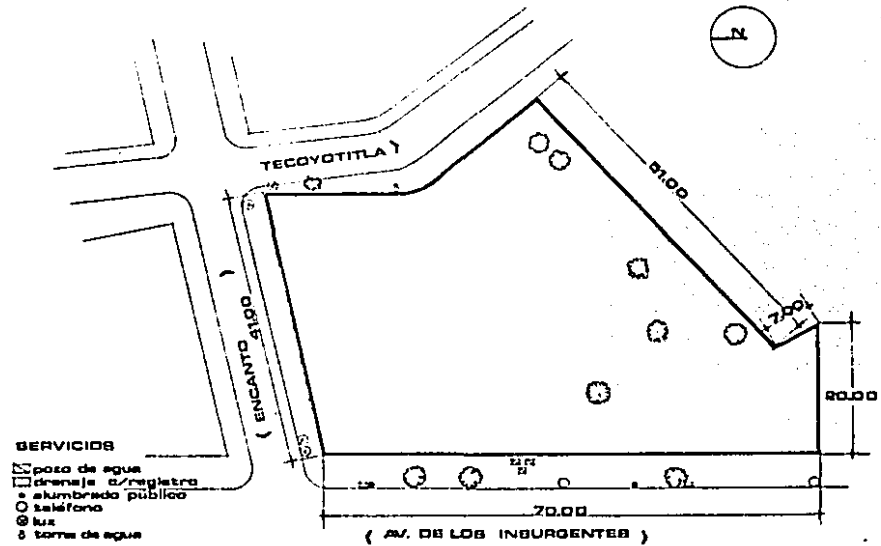 N
TECOYOTITLA )
51.00
7.00
( ENCANTO 41.00 )
20.00
SERVICIOS
pozo de agua
drenaje c/registro
alumbrado público
teléfono
luz
toma de agua
70.00
( AV. DE LOS INSURGENTES )